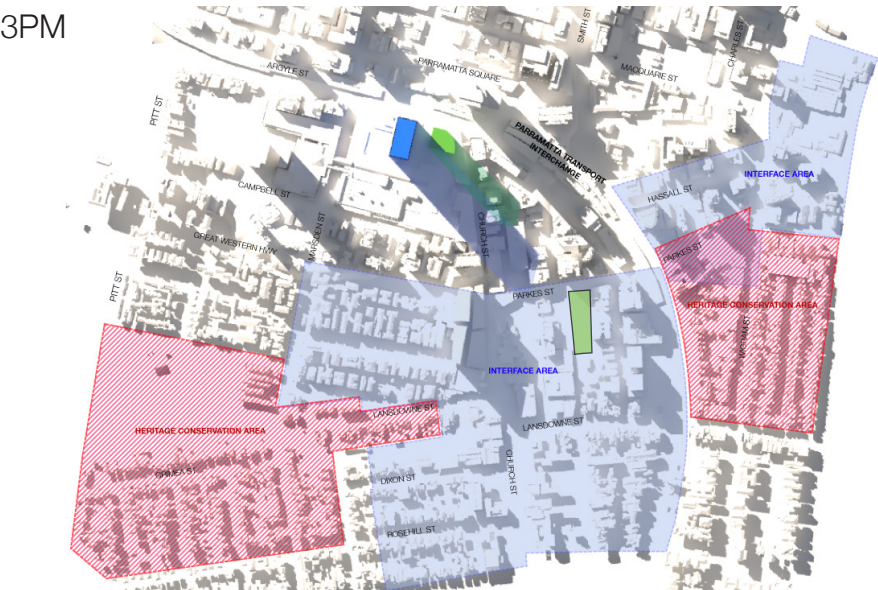 3PM
SMITH ST
CHARLES ST
ARGYLE ST
PARRAMATTA SQUARE
MACQUARIE ST
PITT ST
PARRAMATTA TRANSPORT
INTERCHANGE
INTERFACE AREA
HASSALL ST
CAMPBELL ST
MARSDEN ST
CHURCH ST
GREAT WESTERN HWY
PARKES ST
PITT ST
PARKES ST
HERITAGE CONSERVATION AREA
WIGRAM ST
INTERFACE AREA
LANSDOWNE ST
LANSDOWNE ST
HERITAGE CONSERVATION AREA
CHURCH ST
GRIMEA ST
DIXON ST
ROSEHILL ST